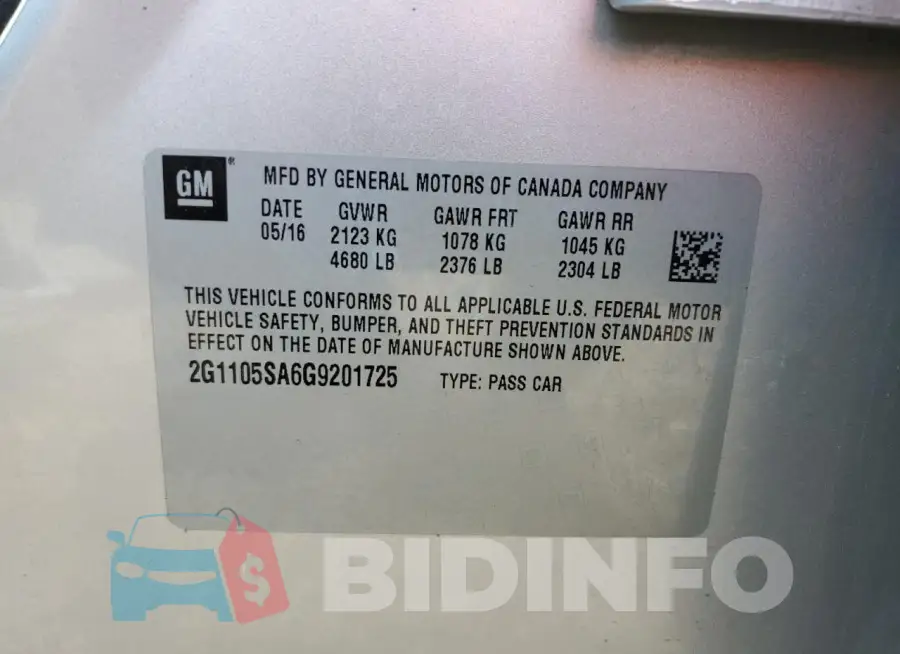 GM®
MFD BY GENERAL MOTORS OF CANADA COMPANY
DATE GVWR GAWR FRT GAWR RR
05/16 2123 KG 1078 KG 1045 KG
4680 LB 2376 LB 2304 LB
THIS VEHICLE CONFORMS TO ALL APPLICABLE U.S. FEDERAL MOTOR
VEHICLE SAFETY, BUMPER, AND THEFT PREVENTION STANDARDS IN
EFFECT ON THE DATE OF MANUFACTURE SHOWN ABOVE.
2G1105SA6G9201725 TYPE: PASS CAR
$ BIDINFO